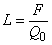 L = F / Q₀